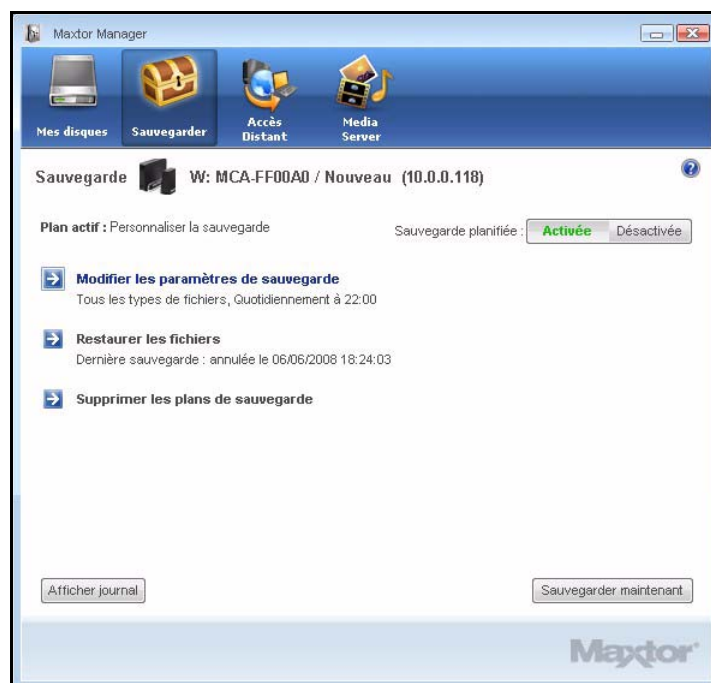 Maxtor Manager
Mes disques
Sauvegarder
Accès
Distant
Media
Server
Sauvegarde W: MCA-FF00A0 / Nouveau (10.0.0.118)
?
Plan actif : Personnaliser la sauvegarde
Sauvegarde planifiée : Activée Désactivée
Modifier les paramètres de sauvegarde
Tous les types de fichiers, Quotidiennement à 22:00
Restaurer les fichiers
Dernière sauvegarde : annulée le 06/06/2008 18:24:03
Supprimer les plans de sauvegarde
Afficher journal
Sauvegarder maintenant
Maxtor